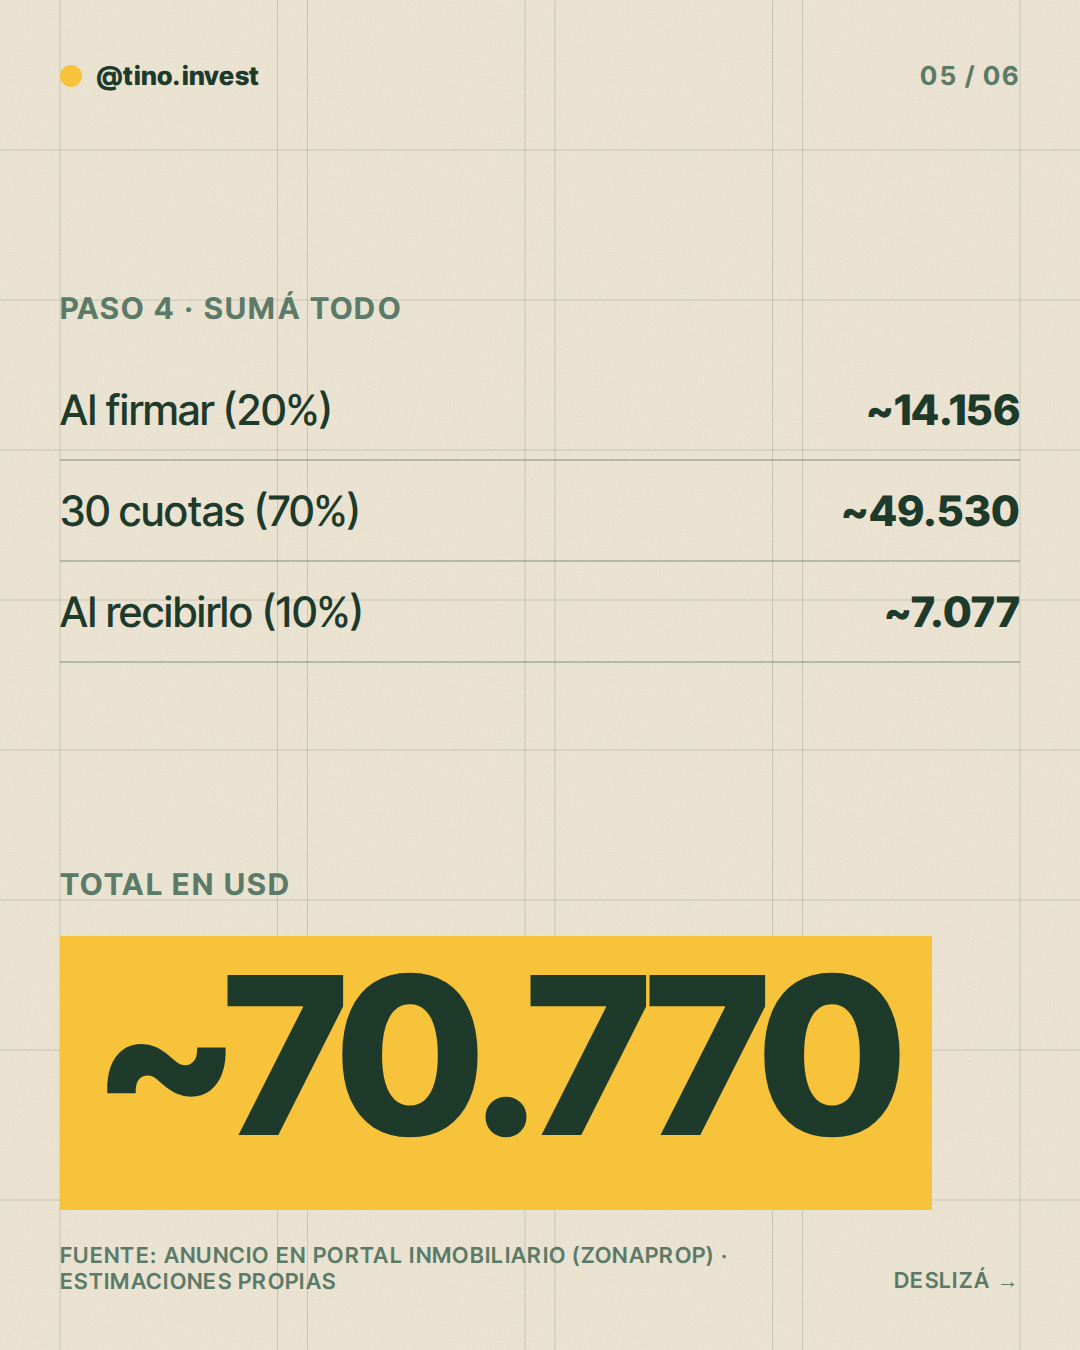 @tino.invest
05 / 06
PASO 4 · SUMÁ TODO
Al firmar (20%)
~14.156
30 cuotas (70%)
~49.530
Al recibirlo (10%)
~7.077
TOTAL EN USD
~70.770
FUENTE: ANUNCIO EN PORTAL INMOBILIARIO (ZONAPROP) ·
ESTIMACIONES PROPIAS
DESLIZÁ →